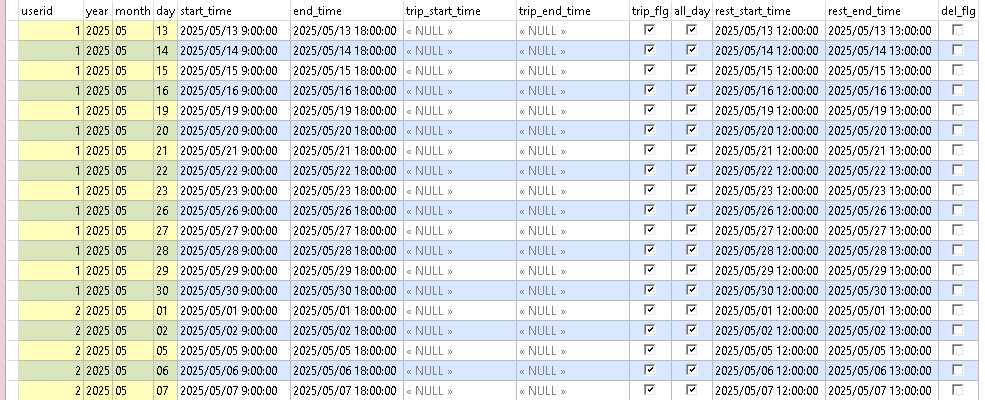 userid year month day start_time end_time trip_start_time trip_end_time trip_flg all_day rest_start_time rest_end_time del_flg
1 2025 05 13 2025/05/13 9:00:00 2025/05/13 18:00:00 « NULL » « NULL » 2025/05/13 12:00:00 2025/05/13 13:00:00
1 2025 05 14 2025/05/14 9:00:00 2025/05/14 18:00:00 « NULL » « NULL » 2025/05/14 12:00:00 2025/05/14 13:00:00
1 2025 05 15 2025/05/15 9:00:00 2025/05/15 18:00:00 « NULL » « NULL » 2025/05/15 12:00:00 2025/05/15 13:00:00
1 2025 05 16 2025/05/16 9:00:00 2025/05/16 18:00:00 « NULL » « NULL » 2025/05/16 12:00:00 2025/05/16 13:00:00
1 2025 05 19 2025/05/19 9:00:00 2025/05/19 18:00:00 « NULL » « NULL » 2025/05/19 12:00:00 2025/05/19 13:00:00
1 2025 05 20 2025/05/20 9:00:00 2025/05/20 18:00:00 « NULL » « NULL » 2025/05/20 12:00:00 2025/05/20 13:00:00
1 2025 05 21 2025/05/21 9:00:00 2025/05/21 18:00:00 « NULL » « NULL » 2025/05/21 12:00:00 2025/05/21 13:00:00
1 2025 05 22 2025/05/22 9:00:00 2025/05/22 18:00:00 « NULL » « NULL » 2025/05/22 12:00:00 2025/05/22 13:00:00
1 2025 05 23 2025/05/23 9:00:00 2025/05/23 18:00:00 « NULL » « NULL » 2025/05/23 12:00:00 2025/05/23 13:00:00
1 2025 05 26 2025/05/26 9:00:00 2025/05/26 18:00:00 « NULL » « NULL » 2025/05/26 12:00:00 2025/05/26 13:00:00
1 2025 05 27 2025/05/27 9:00:00 2025/05/27 18:00:00 « NULL » « NULL » 2025/05/27 12:00:00 2025/05/27 13:00:00
1 2025 05 28 2025/05/28 9:00:00 2025/05/28 18:00:00 « NULL » « NULL » 2025/05/28 12:00:00 2025/05/28 13:00:00
1 2025 05 29 2025/05/29 9:00:00 2025/05/29 18:00:00 « NULL » « NULL » 2025/05/29 12:00:00 2025/05/29 13:00:00
1 2025 05 30 2025/05/30 9:00:00 2025/05/30 18:00:00 « NULL » « NULL » 2025/05/30 12:00:00 2025/05/30 13:00:00
2 2025 05 01 2025/05/01 9:00:00 2025/05/01 18:00:00 « NULL » « NULL » 2025/05/01 12:00:00 2025/05/01 13:00:00
2 2025 05 02 2025/05/02 9:00:00 2025/05/02 18:00:00 « NULL » « NULL » 2025/05/02 12:00:00 2025/05/02 13:00:00
2 2025 05 05 2025/05/05 9:00:00 2025/05/05 18:00:00 « NULL » « NULL » 2025/05/05 12:00:00 2025/05/05 13:00:00
2 2025 05 06 2025/05/06 9:00:00 2025/05/06 18:00:00 « NULL » « NULL » 2025/05/06 12:00:00 2025/05/06 13:00:00
2 2025 05 07 2025/05/07 9:00:00 2025/05/07 18:00:00 « NULL » « NULL » 2025/05/07 12:00:00 2025/05/07 13:00:00